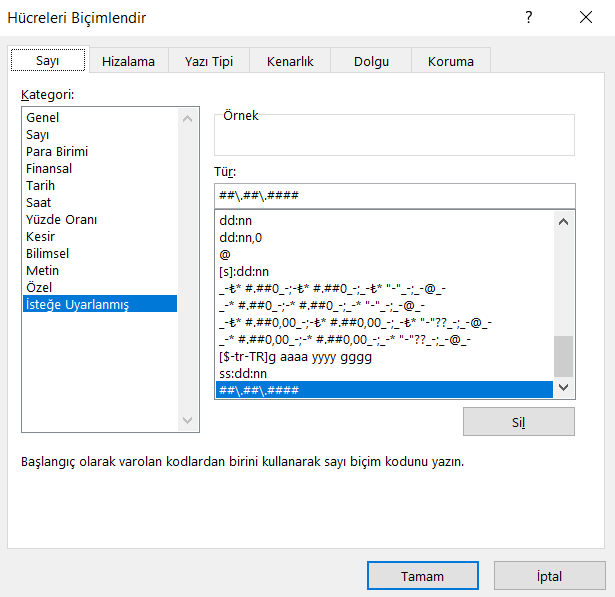 Hücreleri Biçimlendir
?
Sayı Hizalama Yazı Tipi Kenarlık Dolgu Koruma
Kategori:
Genel
Sayı
Para Birimi
Finansal
Tarih
Saat
Yüzde Oranı
Kesir
Bilimsel
Metin
Özel
İsteğe Uyarlanmış
Örnek
Tür:
##\.##\.####
dd:nn
dd:nn,0
@
[s]:dd:nn
_-₺* #.##0_-;-₺* #.##0_-;_-₺* "-"_-;_-@_-
_-* #.##0_-;-* #.##0_-;_-* "-"_-;_-@_-
_-₺* #.##0,00_-;-₺* #.##0,00_-;_-₺* "-"??_-;_-@_-
_-* #.##0,00_-;-* #.##0,00_-;_-* "-"??_-;_-@_-
[$-tr-TR]g aaaa yyyy gggg
ss:dd:nn
##\.##\.####
Sil
Başlangıç olarak varolan kodlardan birini kullanarak sayı biçim kodunu yazın.
Tamam İptal